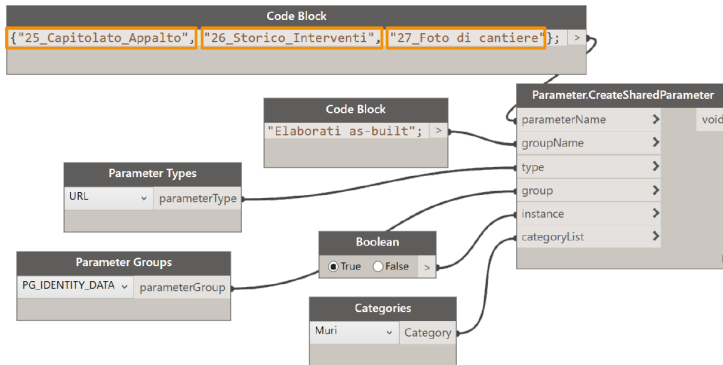 Code Block
{"25_Capitolato_Appalto", "26_Storico_Interventi", "27_Foto di cantiere"}; >
Parameter.CreateSharedParameter
parameterName > void
groupName >
type >
group >
instance >
categoryList >
Code Block
"Elaborati as-built"; >
Parameter Types
URL parameterType
Parameter Groups
PG_IDENTITY_DATA parameterGroup
Boolean
True False >
Categories
Muri Category